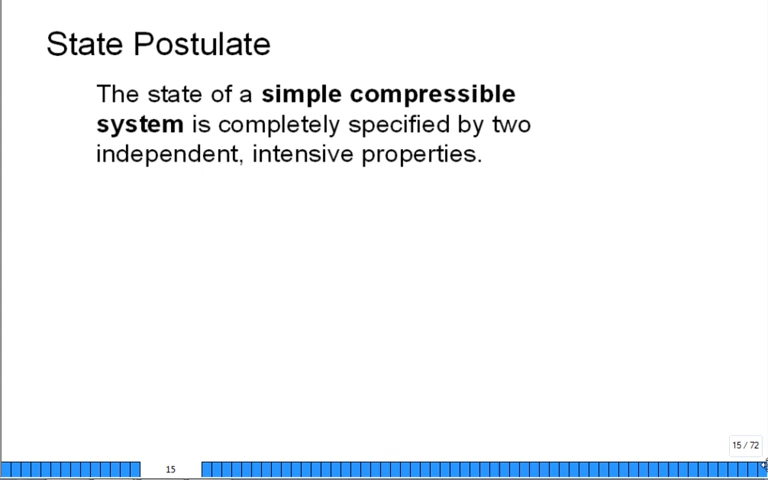 State Postulate
The state of a simple compressible
system is completely specified by two
independent, intensive properties.
15 / 72
15